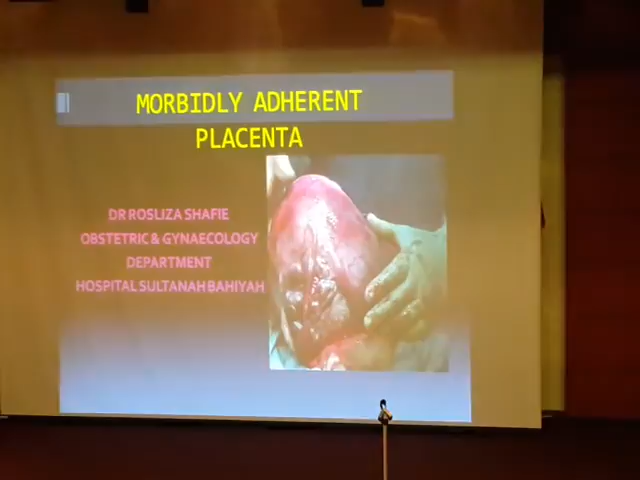 MORBIDLY ADHERENT
PLACENTA
DR ROSLIZA SHAFIE
OBSTETRIC & GYNAECOLOGY
DEPARTMENT
HOSPITAL SULTANAH BAHIYAH